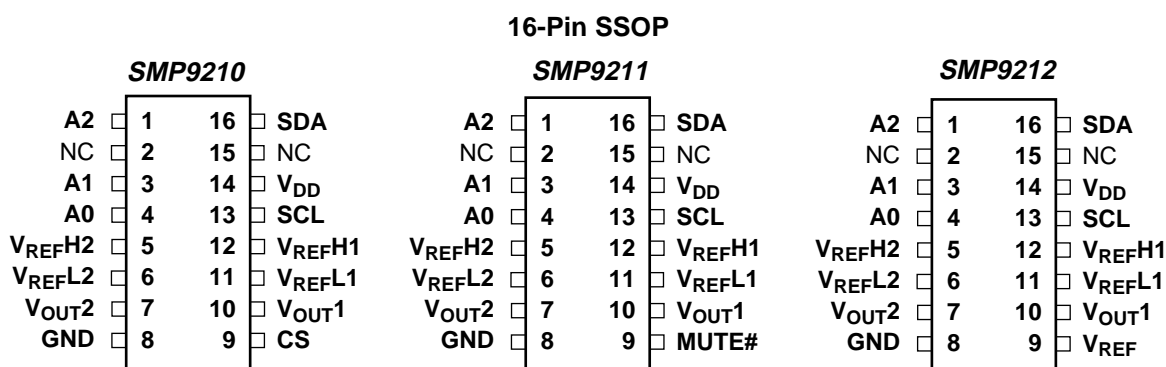 16-Pin SSOP
SMP9210
A2 1 16 SDA
NC 2 15 NC
A1 3 14 VDD
A0 4 13 SCL
VREFH2 5 12 VREFH1
VREFL2 6 11 VREFL1
VOUT2 7 10 VOUT1
GND 8 9 CS
SMP9211
A2 1 16 SDA
NC 2 15 NC
A1 3 14 VDD
A0 4 13 SCL
VREFH2 5 12 VREFH1
VREFL2 6 11 VREFL1
VOUT2 7 10 VOUT1
GND 8 9 MUTE#
SMP9212
A2 1 16 SDA
NC 2 15 NC
A1 3 14 VDD
A0 4 13 SCL
VREFH2 5 12 VREFH1
VREFL2 6 11 VREFL1
VOUT2 7 10 VOUT1
GND 8 9 VREF